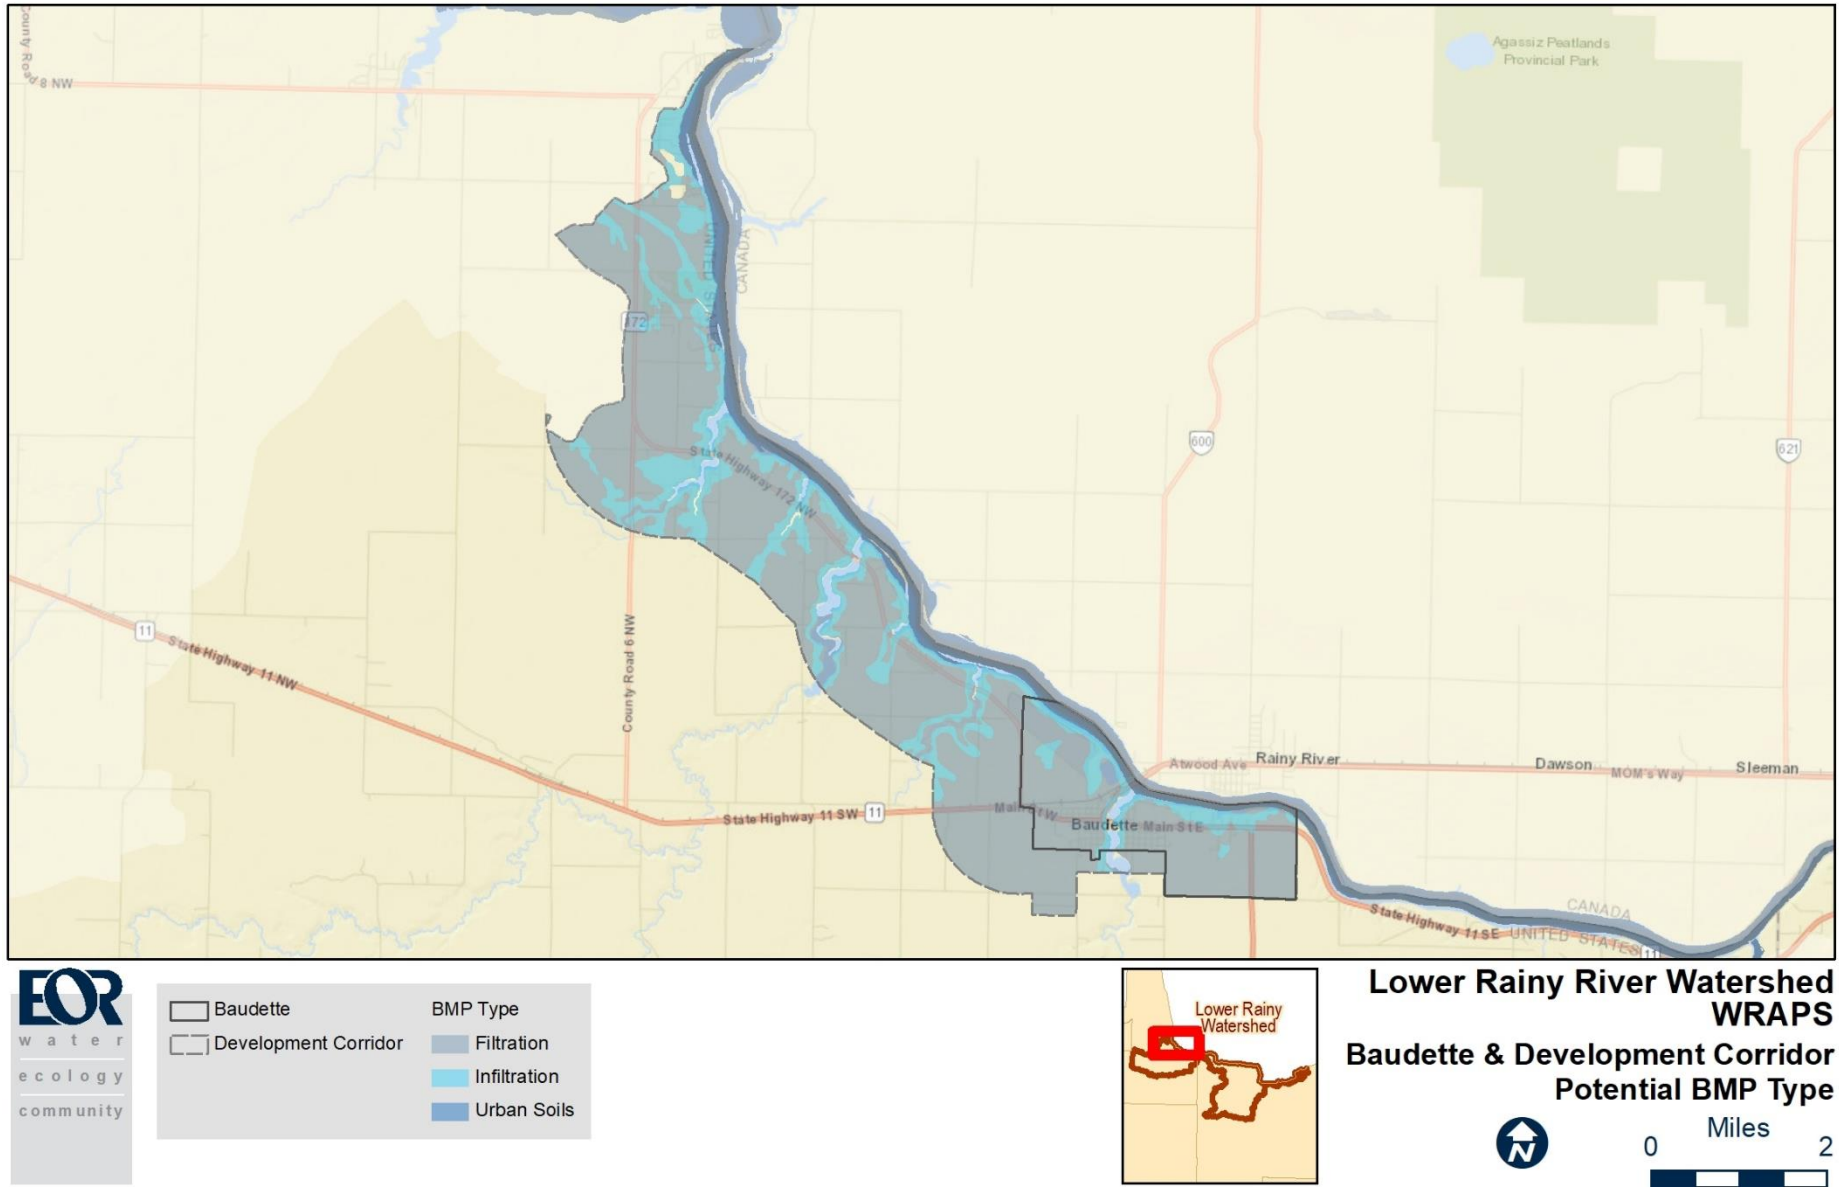 County Road
8 NW
Agassiz Peatlands
Provincial Park
UNITED STATES
CANADA
172
State Highway 172 NW
600
621
11
State Highway 11 NW
County Road 6 NW
State Highway 11 SW
11
Main St W
Baudette
Main St E
Atwood Ave
Rainy River
Dawson
MOM's Way
Sleeman
State Highway 11 SE
CANADA
UNITED STATES
11
EOR
water
ecology
community
Baudette
Development Corridor
BMP Type
Filtration
Infiltration
Urban Soils
Lower Rainy
Watershed
Lower Rainy River Watershed
WRAPS
Baudette & Development Corridor
Potential BMP Type
N
Miles
0 2